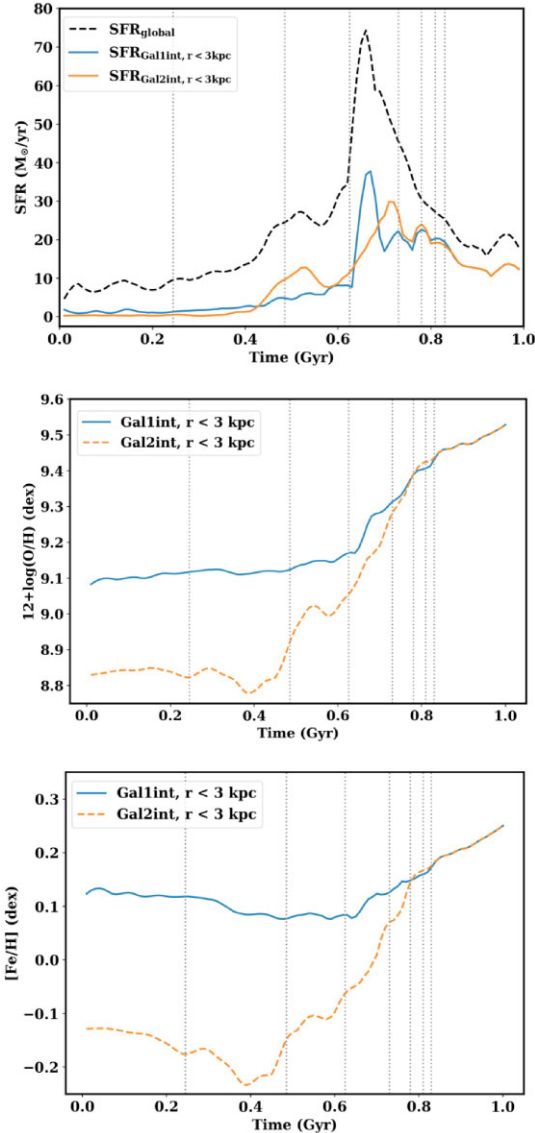 80
70
60
50
40
30
20
10
0
SFR (M⊙/yr)
SFRglobal
SFRGal1int, r < 3kpc
SFRGal2int, r < 3kpc
0.0 0.2 0.4 0.6 0.8 1.0
Time (Gyr)
9.6
9.5
9.4
9.3
9.2
9.1
9.0
8.9
8.8
12+log(O/H) (dex)
Gal1int, r < 3 kpc
Gal2int, r < 3 kpc
0.0 0.2 0.4 0.6 0.8 1.0
Time (Gyr)
0.3
0.2
0.1
0.0
−0.1
−0.2
[Fe/H] (dex)
Gal1int, r < 3 kpc
Gal2int, r < 3 kpc
0.0 0.2 0.4 0.6 0.8 1.0
Time (Gyr)